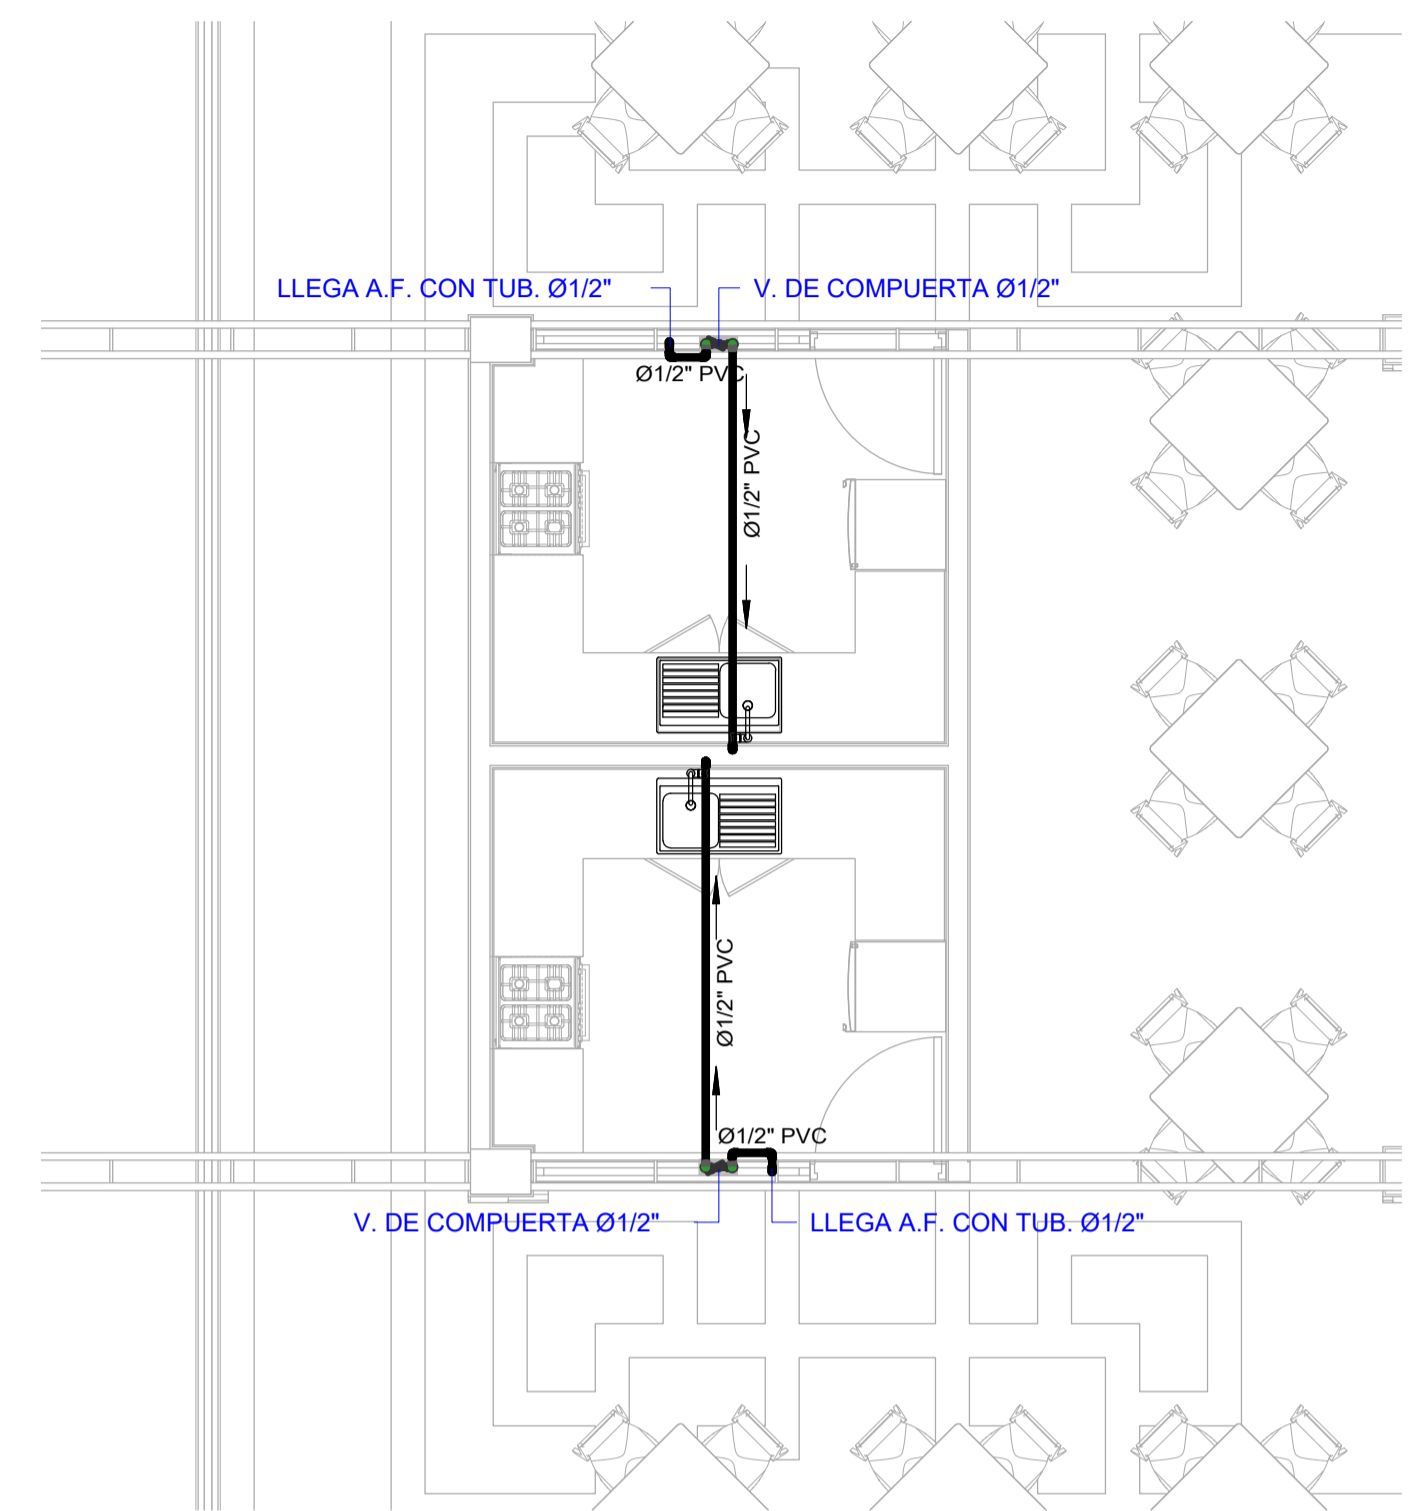 LLEGA A.F. CON TUB. Ø1/2"
V. DE COMPUERTA Ø1/2"
Ø1/2" PVC
Ø1/2" PVC
Ø1/2" PVC
Ø1/2" PVC
V. DE COMPUERTA Ø1/2"
LLEGA A.F. CON TUB. Ø1/2"